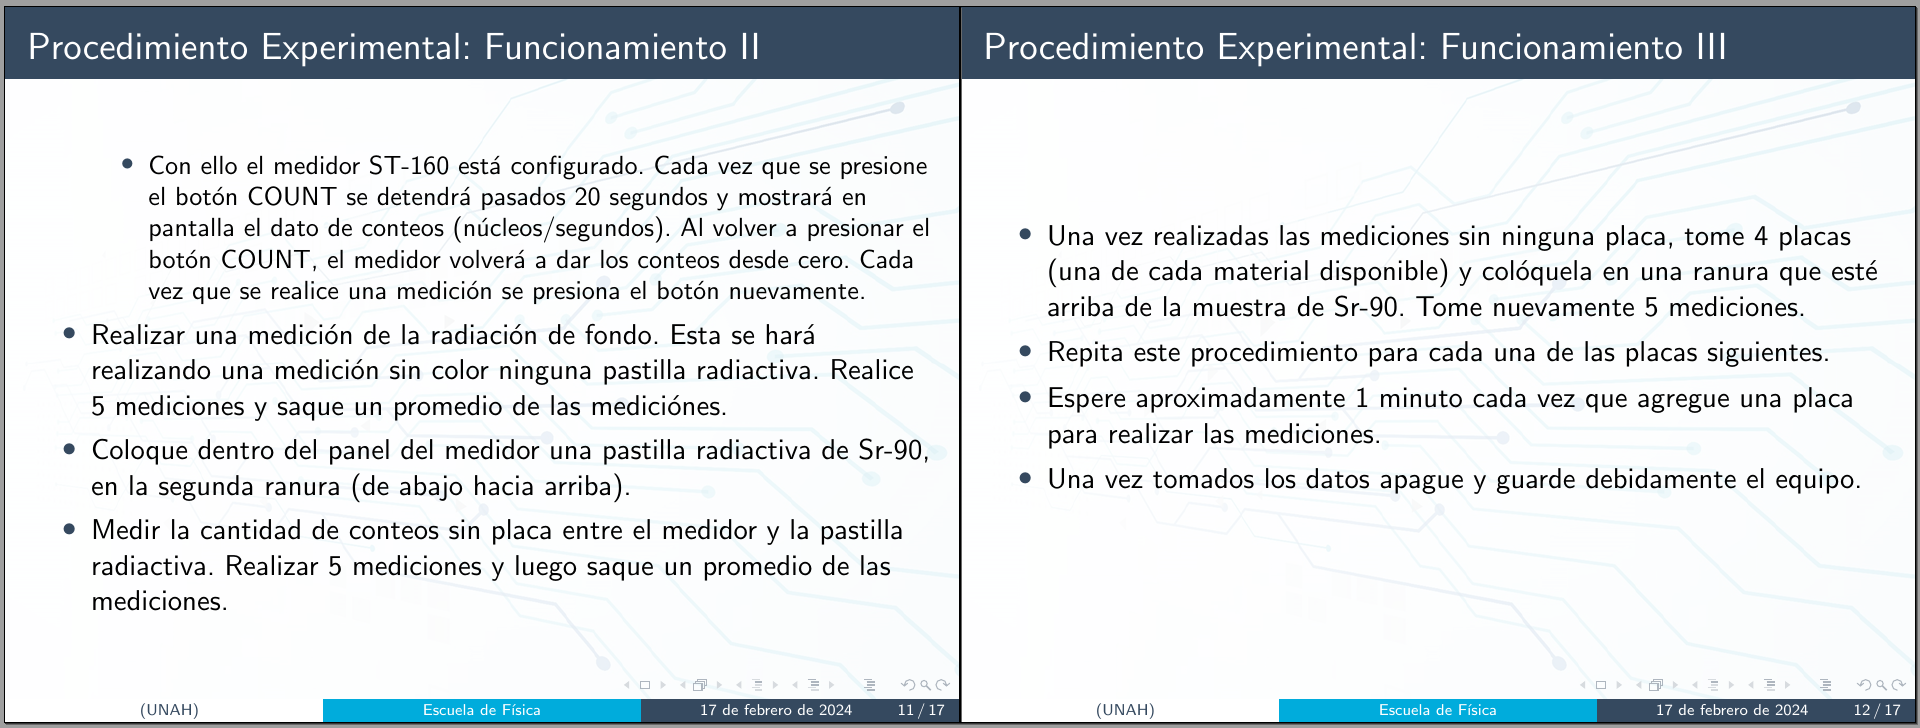 Procedimiento Experimental: Funcionamiento II
• Con ello el medidor ST-160 está configurado. Cada vez que se presione
el botón COUNT se detendrá pasados 20 segundos y mostrará en
pantalla el dato de conteos (núcleos/segundos). Al volver a presionar el
botón COUNT, el medidor volverá a dar los conteos desde cero. Cada
vez que se realice una medición se presiona el botón nuevamente.
• Realizar una medición de la radiación de fondo. Esta se hará
realizando una medición sin color ninguna pastilla radiactiva. Realice
5 mediciones y saque un promedio de las mediciónes.
• Coloque dentro del panel del medidor una pastilla radiactiva de Sr-90,
en la segunda ranura (de abajo hacia arriba).
• Medir la cantidad de conteos sin placa entre el medidor y la pastilla
radiactiva. Realizar 5 mediciones y luego saque un promedio de las
mediciones.
(UNAH) Escuela de Física 17 de febrero de 2024 11 / 17
Procedimiento Experimental: Funcionamiento III
• Una vez realizadas las mediciones sin ninguna placa, tome 4 placas
(una de cada material disponible) y colóquela en una ranura que esté
arriba de la muestra de Sr-90. Tome nuevamente 5 mediciones.
• Repita este procedimiento para cada una de las placas siguientes.
• Espere aproximadamente 1 minuto cada vez que agregue una placa
para realizar las mediciones.
• Una vez tomados los datos apague y guarde debidamente el equipo.
(UNAH) Escuela de Física 17 de febrero de 2024 12 / 17